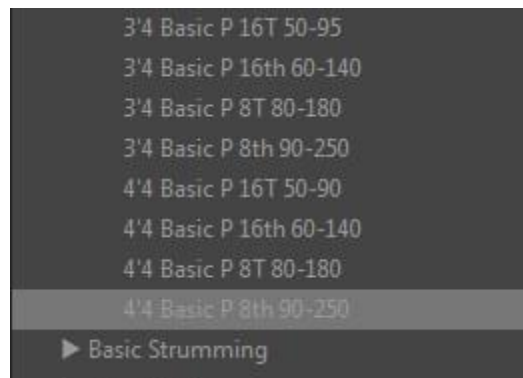 3'4 Basic P 16T 50-95
3'4 Basic P 16th 60-140
3'4 Basic P 8T 80-180
3'4 Basic P 8th 90-250
4'4 Basic P 16T 50-90
4'4 Basic P 16th 60-140
4'4 Basic P 8T 80-180
4'4 Basic P 8th 90-250
▶ Basic Strumming